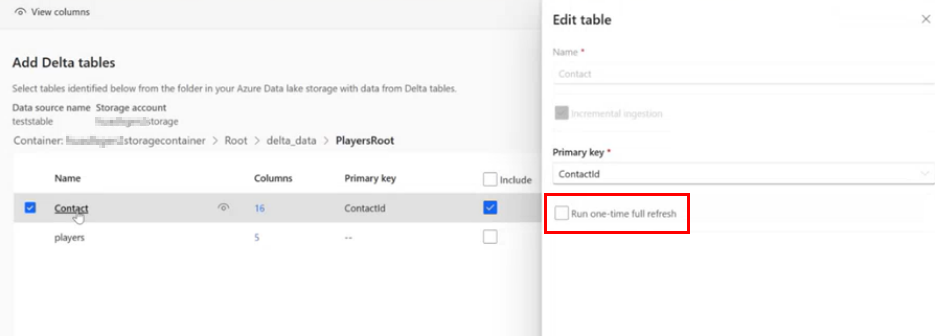 View columns
Add Delta tables
Select tables identified below from the folder in your Azure Data lake storage with data from Delta tables.
Data source name Storage account
teststable storage
Container: storagecontainer > Root > delta_data > PlayersRoot
Name Columns Primary key Include
Contact 16 ContactId
players 5 --
Edit table
Name *
Contact
Incremental ingestion
Primary key *
ContactId
Run one-time full refresh